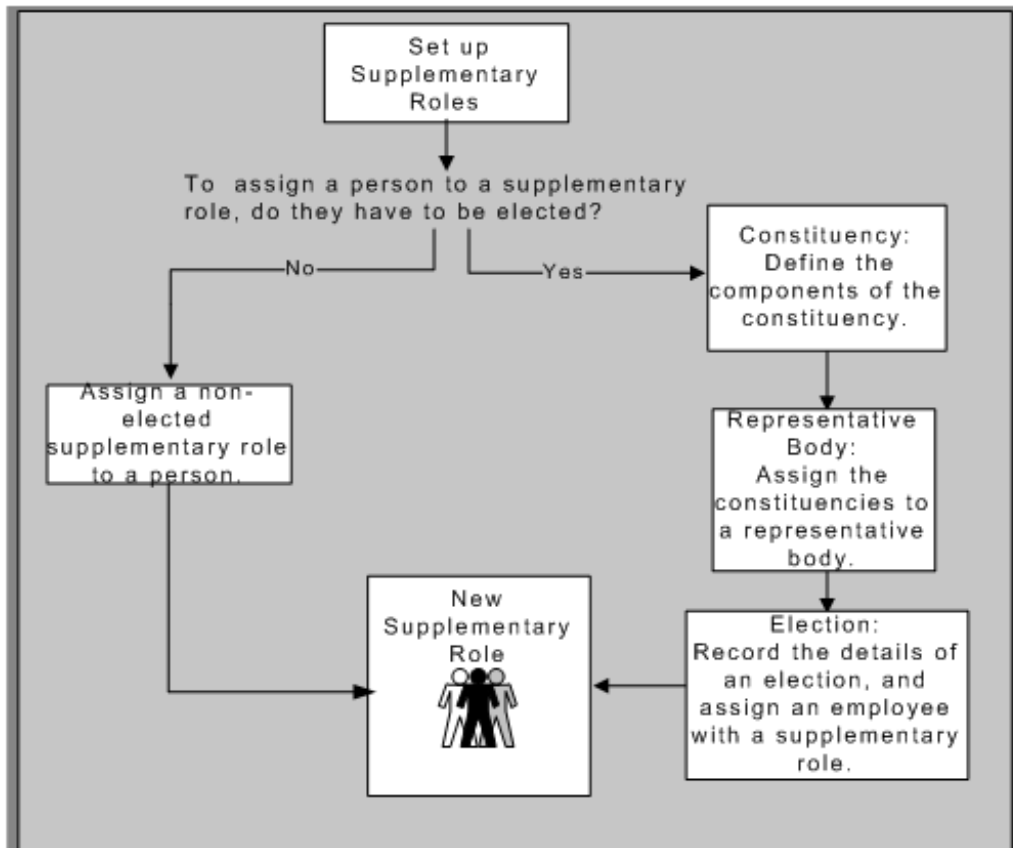 Set up
Supplementary
Roles
To assign a person to a supplementary
role, do they have to be elected?
No
Yes
Constituency:
Define the
components of the
constituency.
Assign a non-
elected
supplementary role
to a person.
Representative
Body:
Assign the
constituencies to
a representative
body.
New
Supplementary
Role
Election:
Record the details of
an election, and
assign an employee
with a supplementary
role.